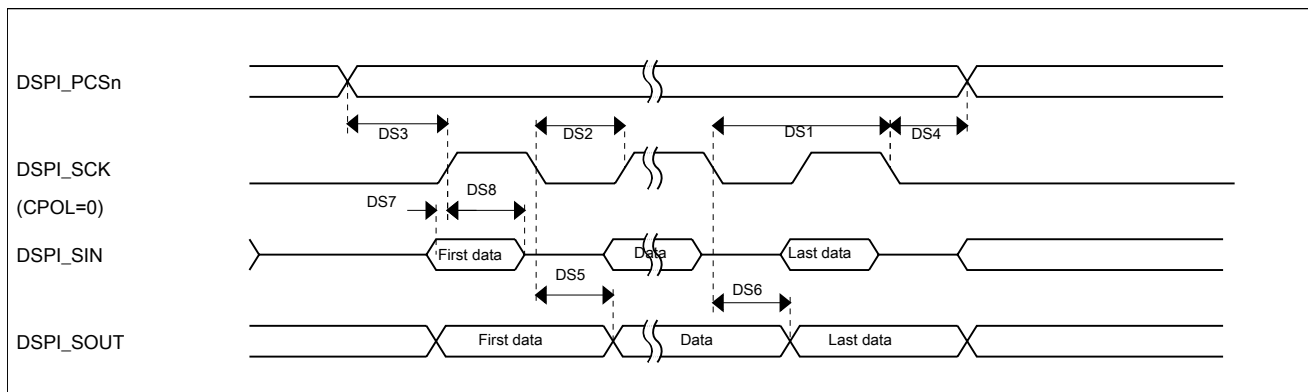 DSPI_PCSn
DS3
DS2
DS1
DS4
DSPI_SCK
(CPOL=0)
DS7
DS8
DSPI_SIN
First data
Data
Last data
DS5
DS6
DSPI_SOUT
First data
Data
Last data